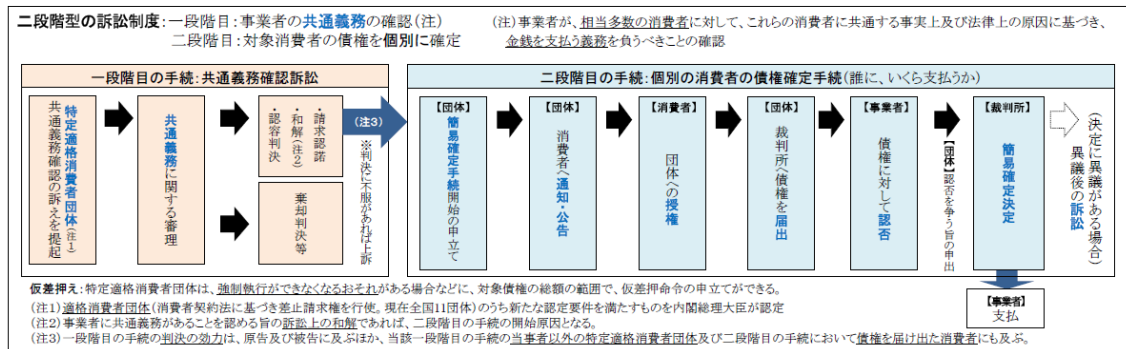 二段階型の訴訟制度：一段階目：事業者の共通義務の確認（注）
二段階目：対象消費者の債権を個別に確定
（注）事業者が、相当多数の消費者に対して、これらの消費者に共通する事実上及び法律上の原因に基づき、
金銭を支払う義務を負うべきことの確認
一段階目の手続：共通義務確認訴訟
特定適格消費者団体（注１）
共通義務確認の訴えを提起
共通義務に関する審理
・請求認諾
・和解（注２）
・認容判決
棄却判決等
（注３）
※判決に不服があれば上訴
二段階目の手続：個別の消費者の債権確定手続（誰に、いくら支払うか）
【団体】
簡易確定手続開始の申立て
【団体】
消費者へ通知・公告
【消費者】
団体への授権
【団体】
裁判所へ債権を届出
【事業者】
債権に対して認否
【団体】認否を争う旨の申出
【裁判所】
簡易確定決定
（決定に異議がある場合）
異議後の訴訟
【事業者】
支払
仮差押え：特定適格消費者団体は、強制執行ができなくなるおそれがある場合などに、対象債権の総額の範囲で、仮差押命令の申立てができる。
（注１）適格消費者団体（消費者契約法に基づき差止請求権を行使。現在全国11団体）のうち新たな認定要件を満たすものを内閣総理大臣が認定
（注２）事業者に共通義務があることを認める旨の訴訟上の和解であれば、二段階目の手続の開始原因となる。
（注３）一段階目の手続の判決の効力は、原告及び被告に及ぶほか、当該一段階目の手続の当事者以外の特定適格消費者団体及び二段階目の手続において債権を届け出た消費者にも及ぶ。